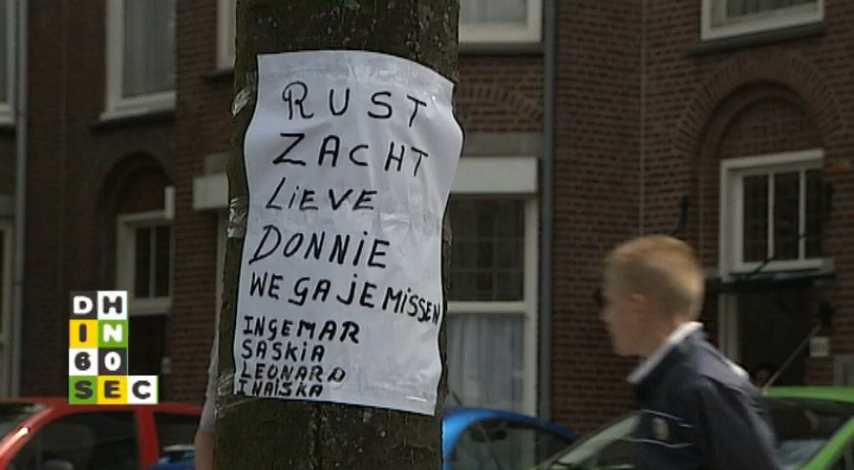 RUST
ZACHT
LiEVE
DONNiE
WE GA JE MiSSEN
INGEMAR
SASKiA
LEONARD
INAiSKA
DH
IN
60
SEC